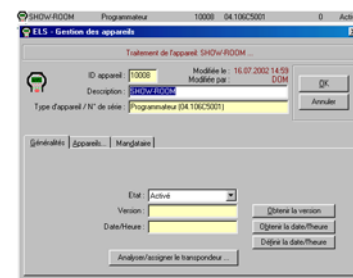 SHOW-ROOM Programmateur 10008 04.106C5001 0 Acti
ELS - Gestion des appareils
Traitement de l'appareil: SHOW-ROOM ...
ID appareil : 10008 Modifiée le : 16.07.2002 14:59
Modifiée par : DOM
Description : SHOW-ROOM
Type d'appareil / N° de série : Programmateur (04.106C5001)
OK
Annuler
Généralités Appareils... Mandataire
Etat : Activé
Version : Obtenir la version
Date/Heure : Obtenir la date/l'heure
Définir la date/l'heure
Analyser/assigner le transpondeur ...